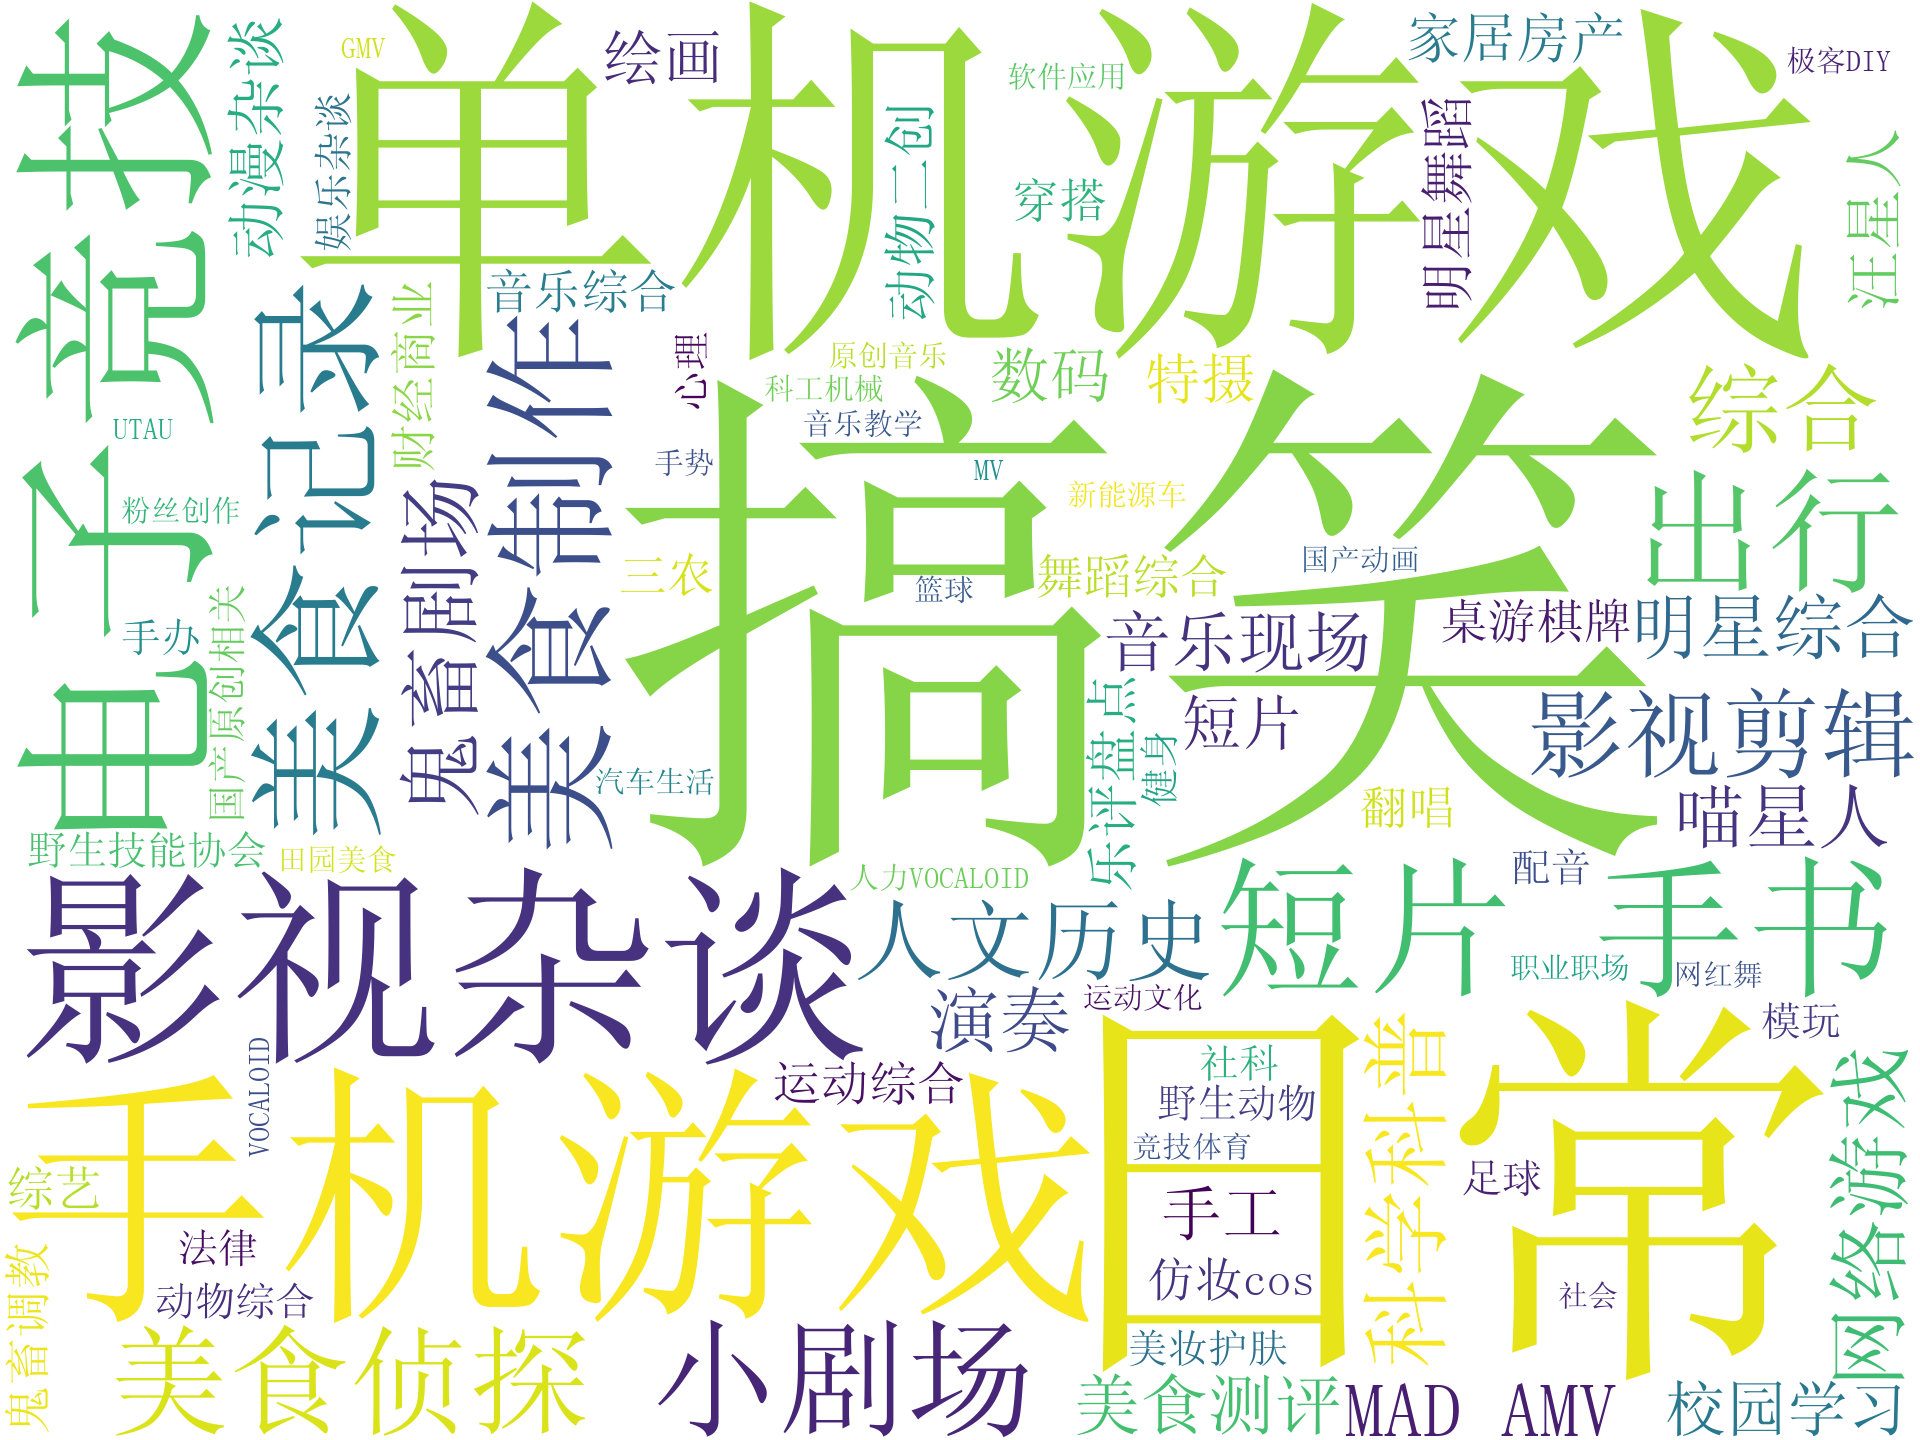 单机游戏
搞笑
日常
手机游戏
影视杂谈
电子竞技
美食记录
美食制作
鬼畜剧场
动漫杂谈
娱乐杂谈
GMV
绘画
软件应用
家居房产
极客DIY
明星舞蹈
汪星人
动物二创
穿搭
音乐综合
财经商业
心理
原创音乐
科工机械
音乐教学
数码
特摄
综合
UTAU
粉丝创作
手势
MV
新能源车
出行
三农
篮球
舞蹈综合
国产动画
手办
国产原创相关
音乐现场
桌游棋牌
明星综合
短片
影视剪辑
汽车生活
乐评盘点
健身
翻唱
喵星人
野生技能协会
田园美食
人力VOCALOID
配音
短片
手书
人文历史
演奏
运动文化
职业职场
网红舞
模玩
VOCALOID
运动综合
社科
野生动物
竞技体育
科学科普
足球
网络游戏
综艺
手工
法律
仿妆cos
动物综合
社会
鬼畜调教
美食侦探
小剧场
美妆护肤
美食测评
MAD AMV
校园学习